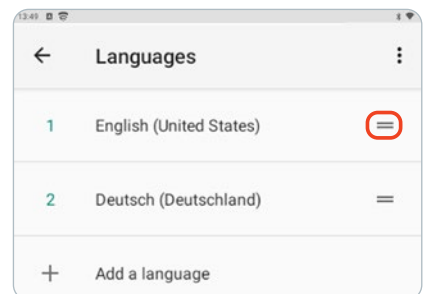 13:49
Languages
1 English (United States)
2 Deutsch (Deutschland)
Add a language